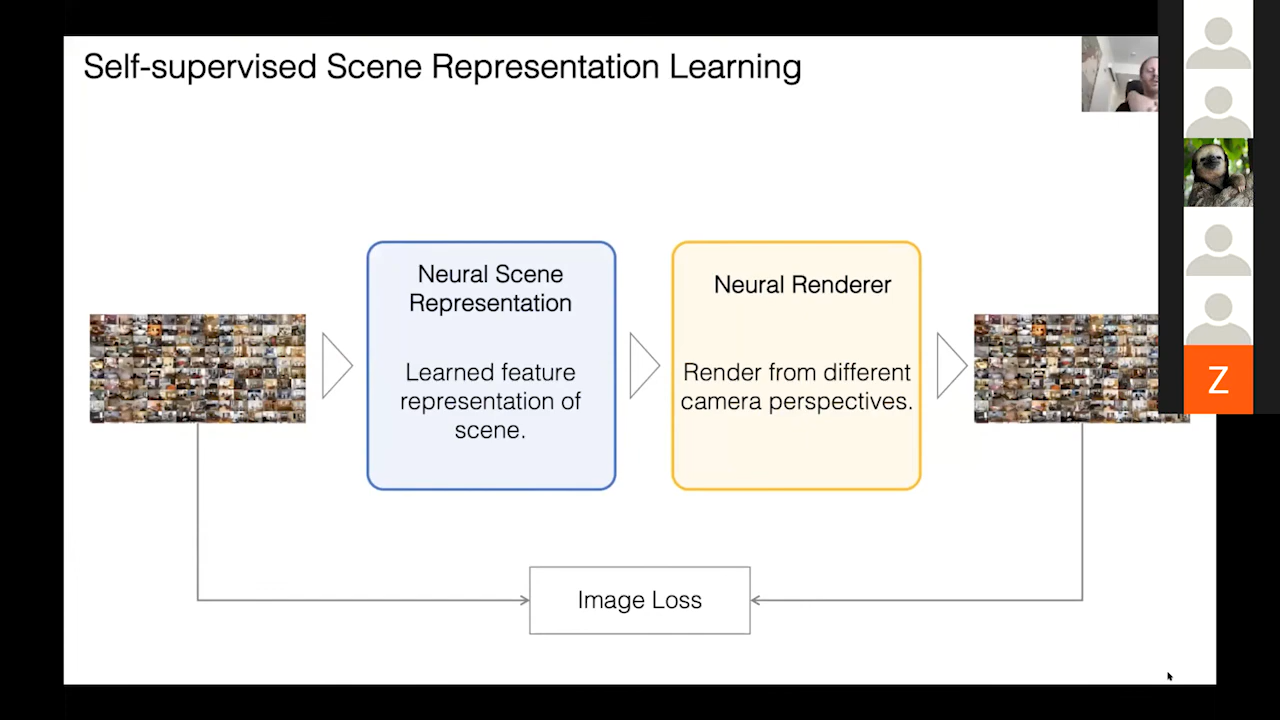 Self-supervised Scene Representation Learning
Neural Scene
Representation
Learned feature
representation of
scene.
Neural Renderer
Render from different
camera perspectives.
Image Loss
Z